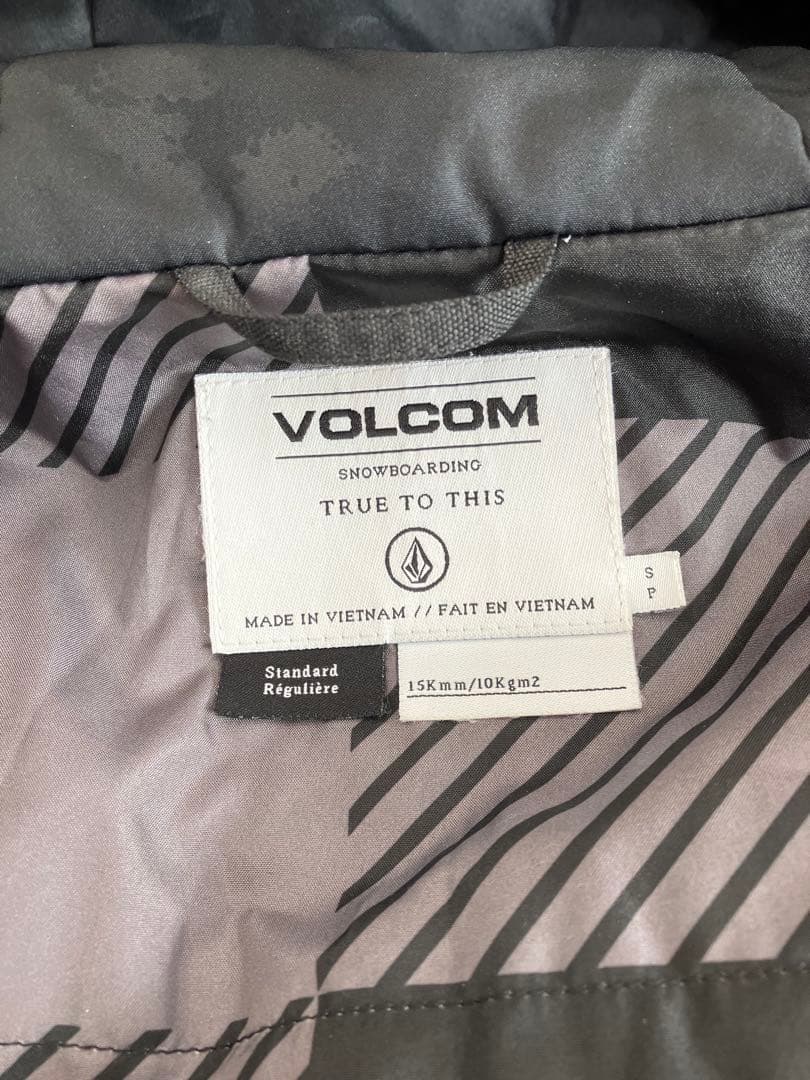 VOLCOM
SNOWBOARDING
TRUE TO THIS
MADE IN VIETNAM // FAIT EN VIETNAM
S
P
Standard
Régulière
15Kmm/10Kgm2